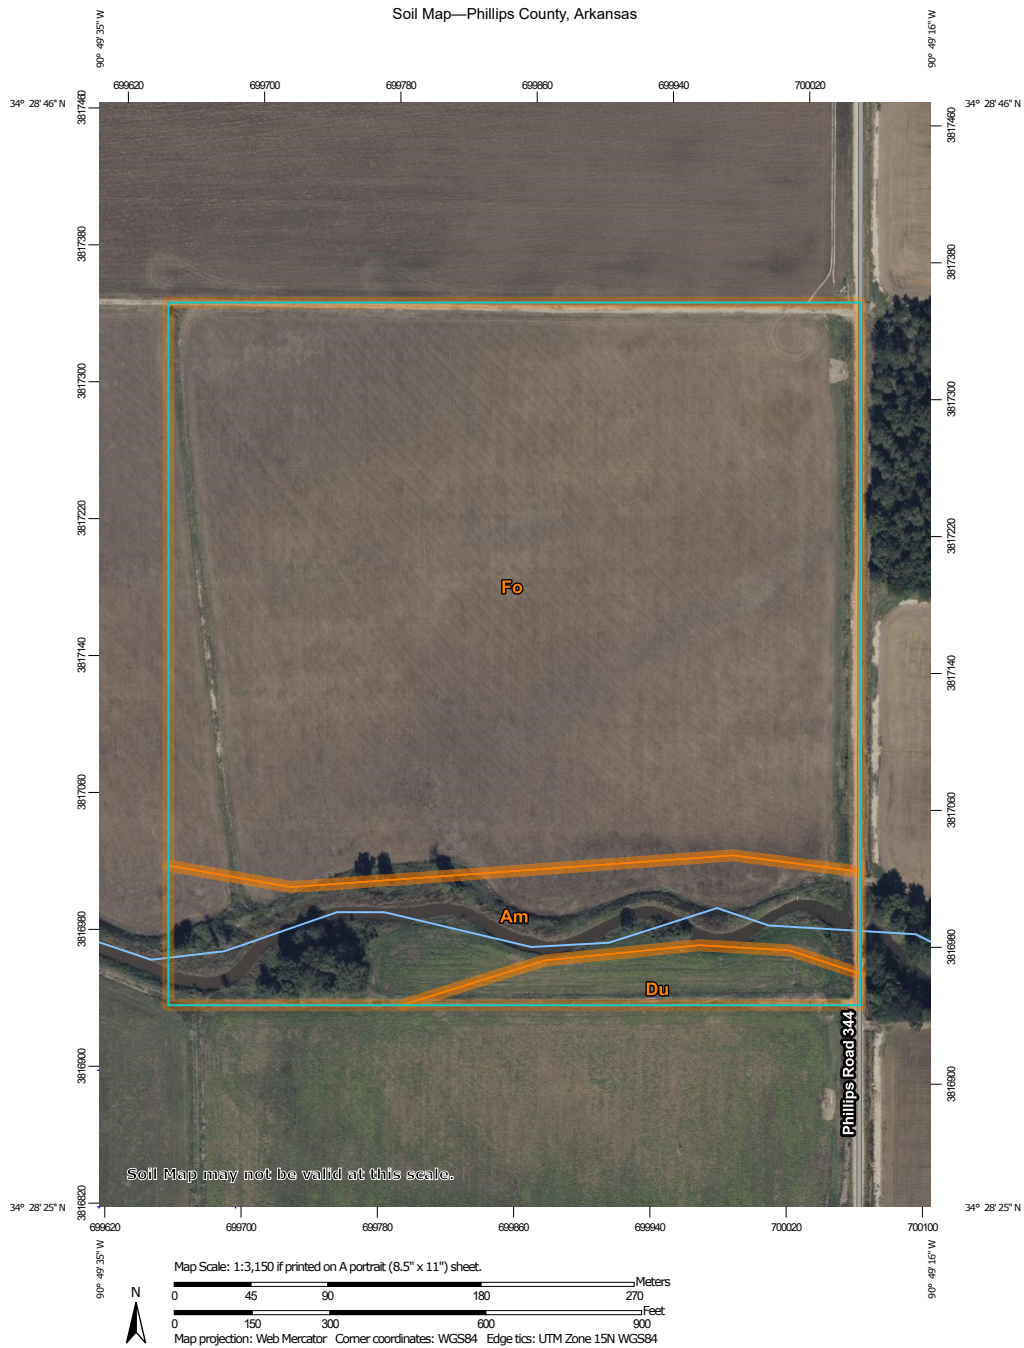 Soil Map—Phillips County, Arkansas
90° 49' 35'' W
90° 49' 16'' W
699620
699700
699780
699860
699940
700020
34° 28' 46'' N
34° 28' 46'' N
3817460
3817460
3817380
3817380
3817300
3817300
3817220
3817220
Fo
3817140
3817140
3817060
3817060
Am
3816980
3816980
Du
Phillips Road 344
3816900
3816900
Soil Map may not be valid at this scale.
3816820
34° 28' 25'' N
34° 28' 25'' N
699620
699700
699780
699860
699940
700020
700100
90° 49' 35'' W
90° 49' 16'' W
Map Scale: 1:3,150 if printed on A portrait (8.5" x 11") sheet.
N
Meters
0 45 90 180 270
Feet
0 150 300 600 900
Map projection: Web Mercator Corner coordinates: WGS84 Edge tics: UTM Zone 15N WGS84